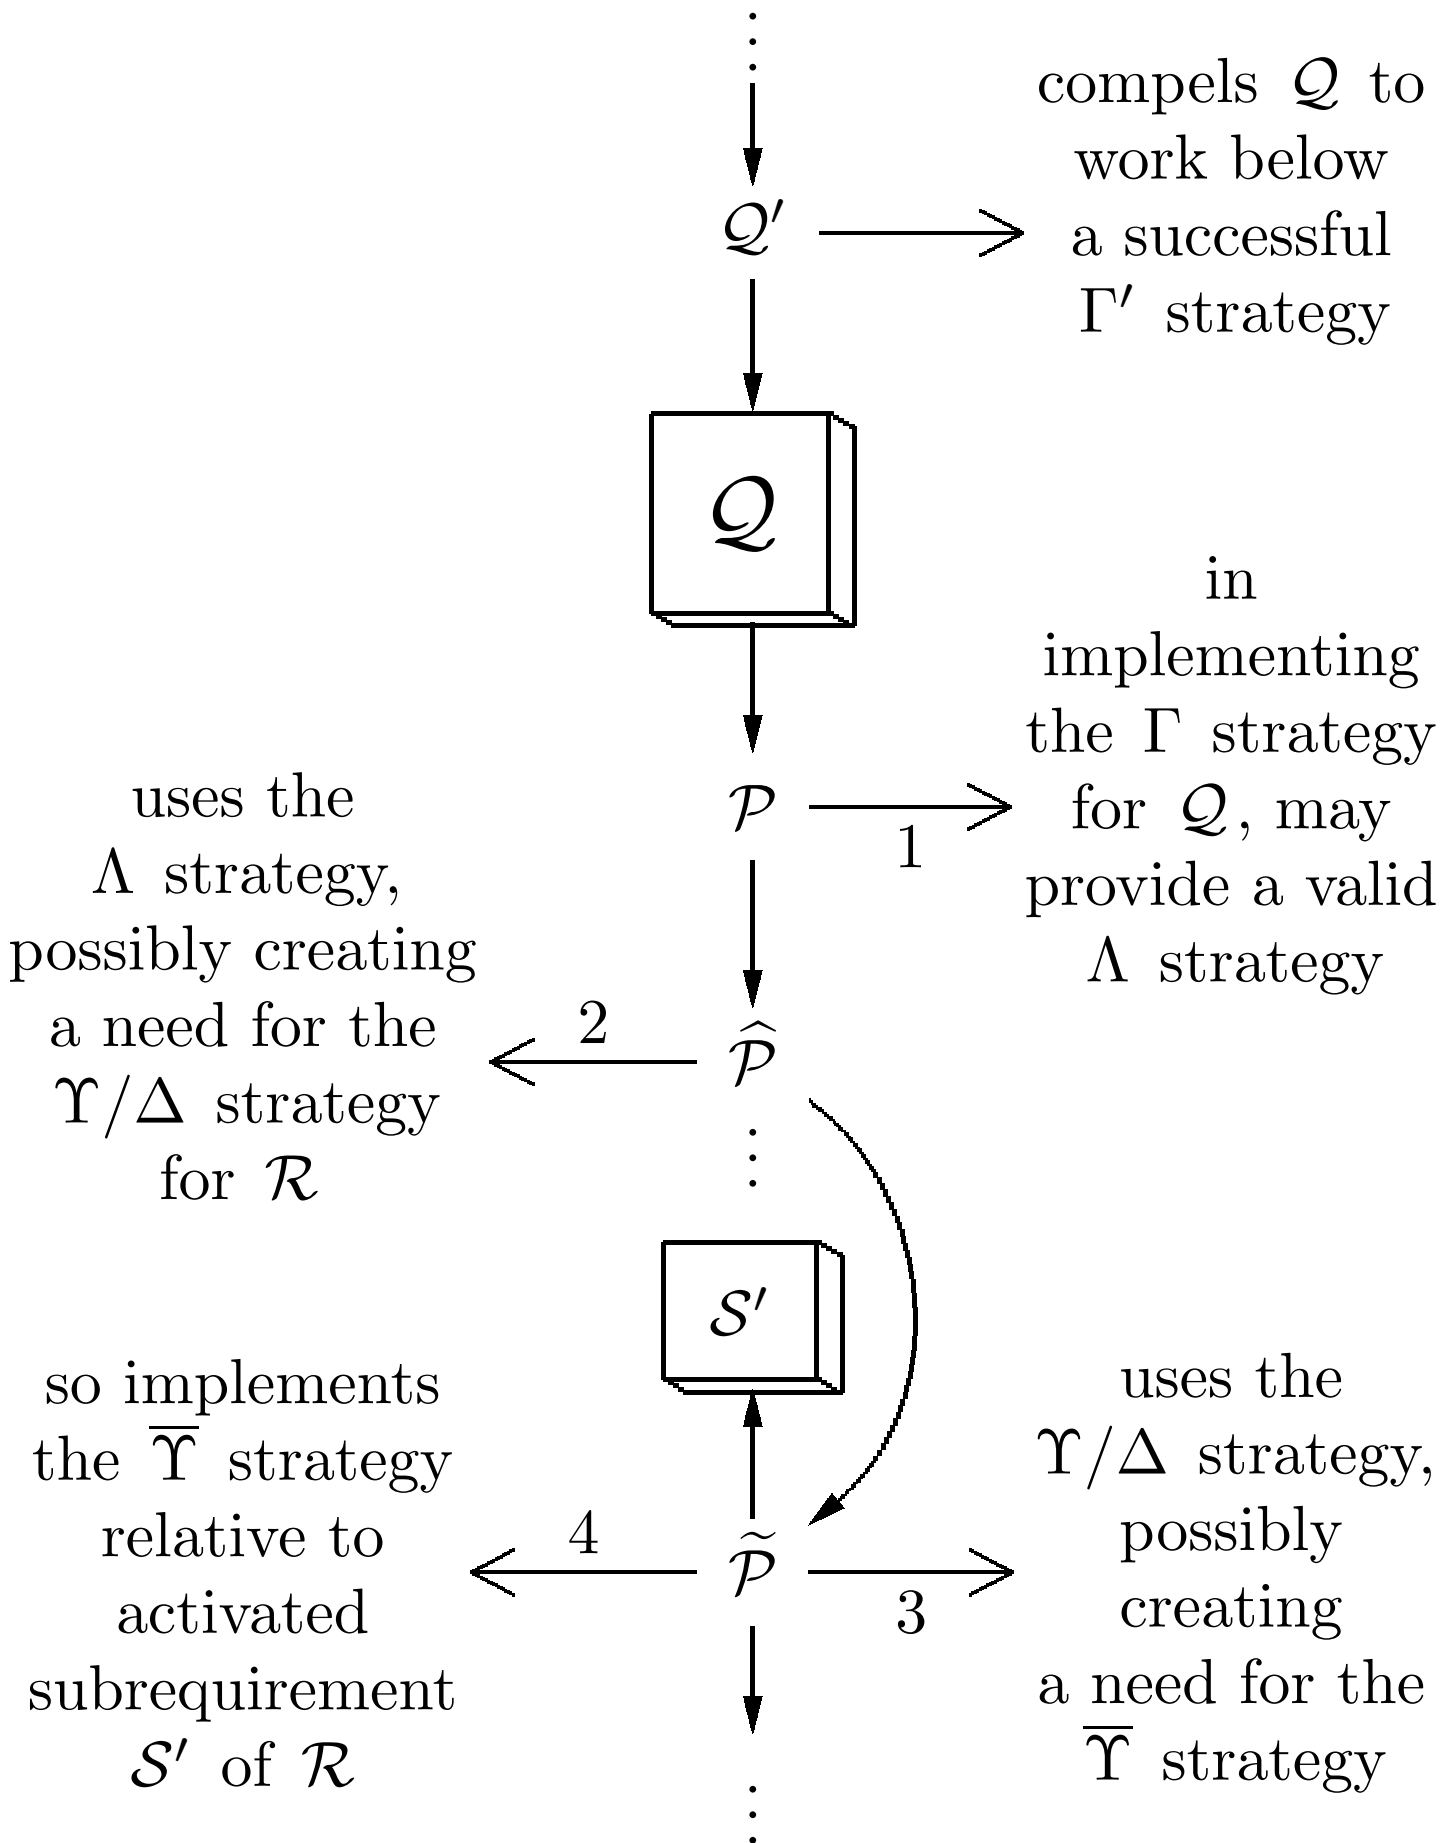 compels 𝒬 to
work below
a successful
Γ′ strategy
𝒬′
𝒬
in
implementing
the Γ strategy
for 𝒬, may
provide a valid
Λ strategy
𝒫
1
uses the
Λ strategy,
possibly creating
a need for the
ϒ/Δ strategy
for ℛ
2
𝒫̂
𝒮′
so implements
the ϒ̅ strategy
relative to
activated
subrequirement
𝒮′ of ℛ
4
𝒫̃
3
uses the
ϒ/Δ strategy,
possibly
creating
a need for the
ϒ̅ strategy